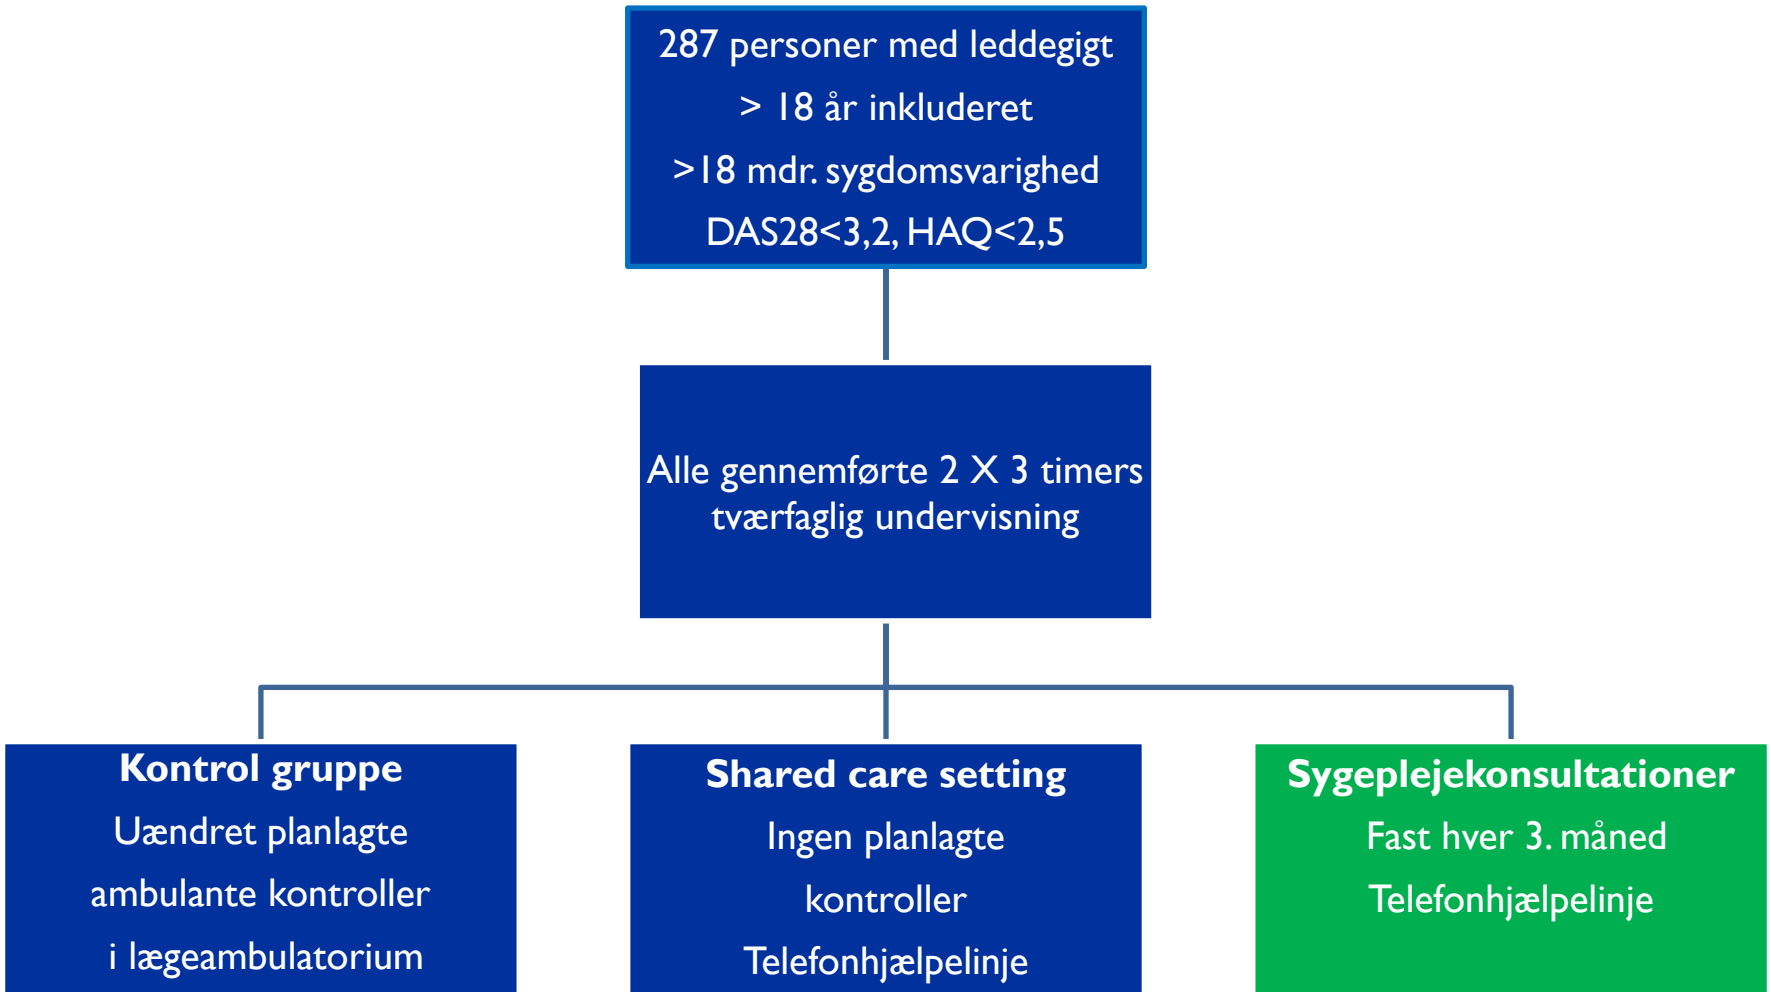 287 personer med leddegigt
> 18 år inkluderet
>18 mdr. sygdomsvarighed
DAS28<3,2, HAQ<2,5
Alle gennemførte 2 X 3 timers
tværfaglig undervisning
Kontrol gruppe
Uændret planlagte
ambulante kontroller
i lægeambulatorium
Shared care setting
Ingen planlagte
kontroller
Telefonhjælpelinje
Sygeplejekonsultationer
Fast hver 3. måned
Telefonhjælpelinje